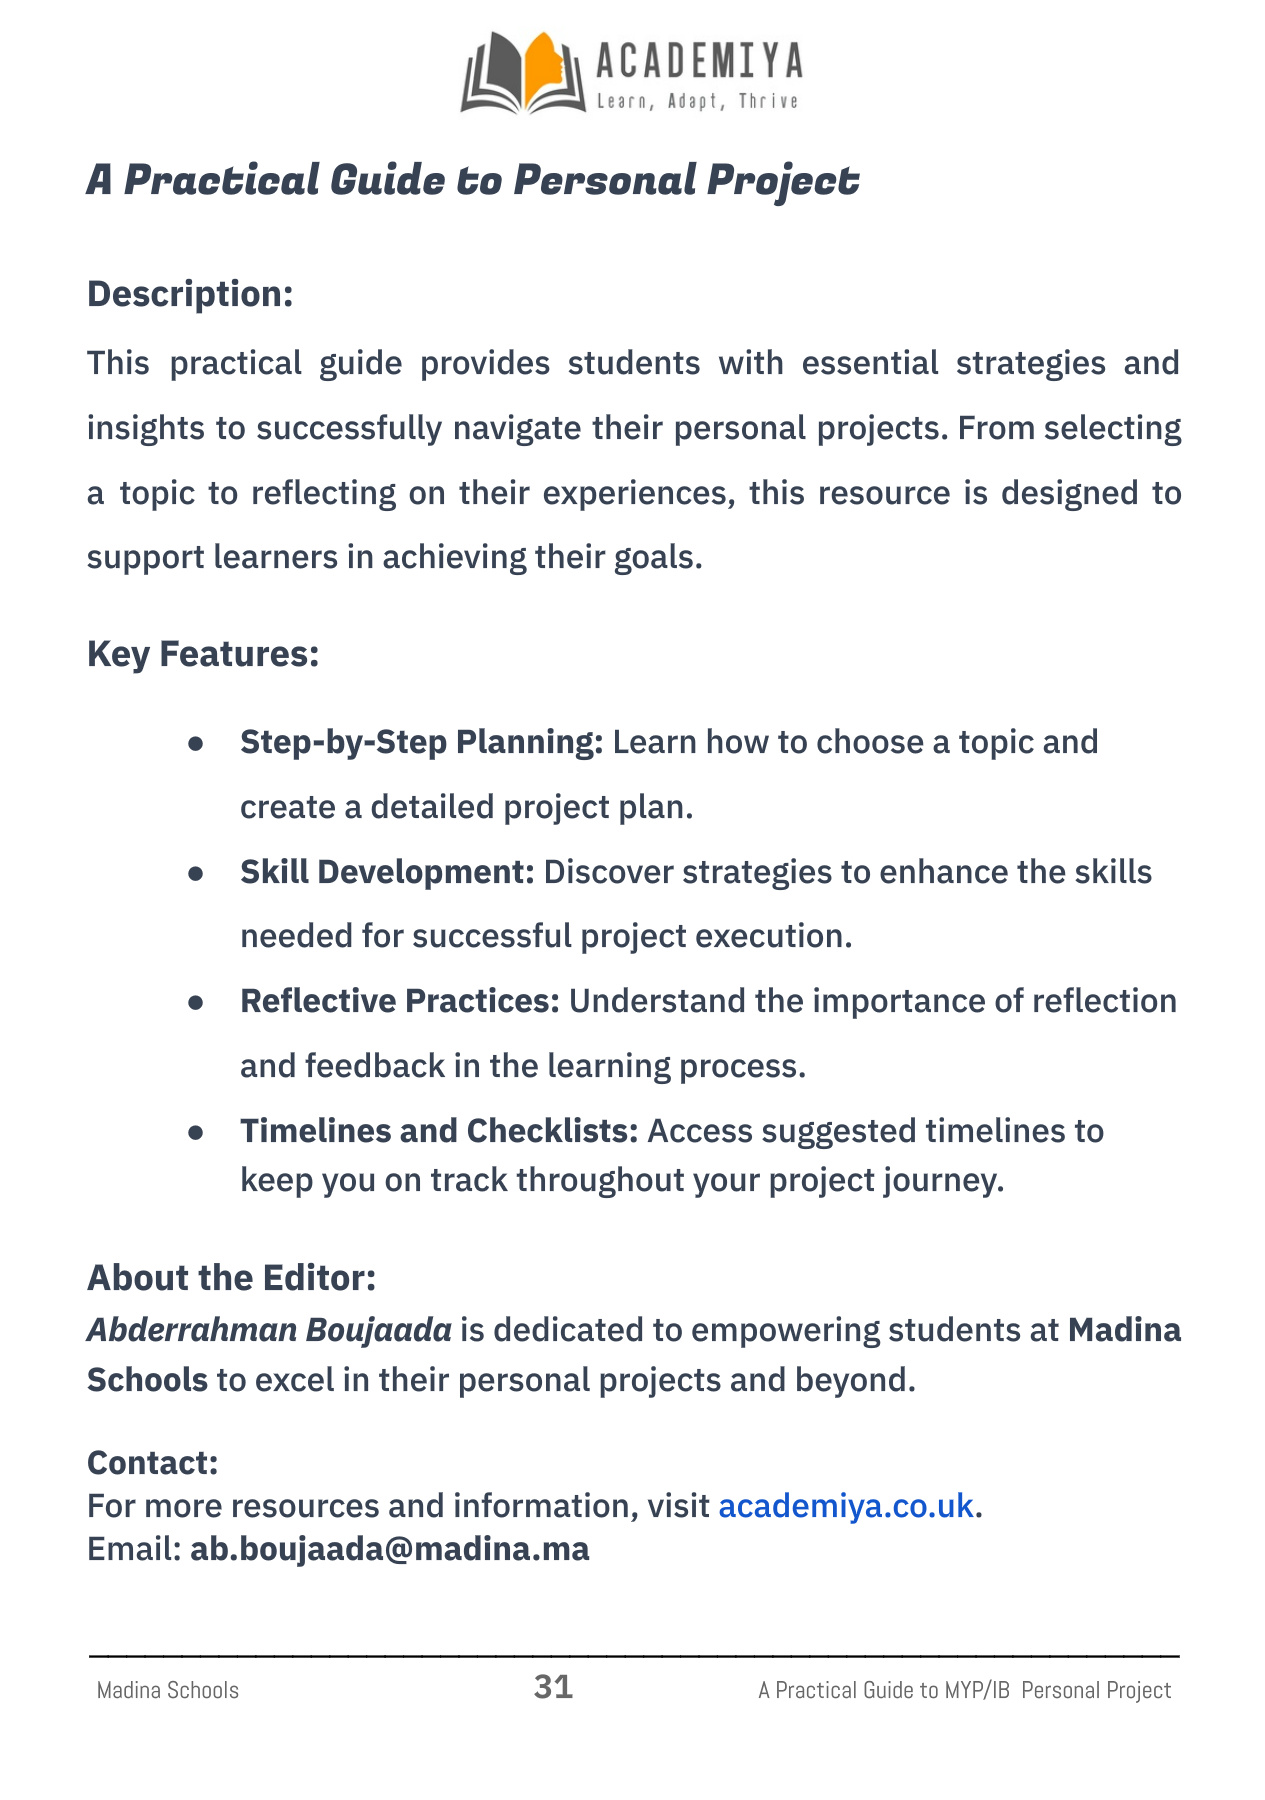 ACADEMIYA
Learn, Adapt, Thrive
A Practical Guide to Personal Project
Description:
This practical guide provides students with essential strategies and
insights to successfully navigate their personal projects. From selecting
a topic to reflecting on their experiences, this resource is designed to
support learners in achieving their goals.
Key Features:
● Step-by-Step Planning: Learn how to choose a topic and
create a detailed project plan.
● Skill Development: Discover strategies to enhance the skills
needed for successful project execution.
● Reflective Practices: Understand the importance of reflection
and feedback in the learning process.
● Timelines and Checklists: Access suggested timelines to
keep you on track throughout your project journey.
About the Editor:
Abderrahman Boujaada is dedicated to empowering students at Madina
Schools to excel in their personal projects and beyond.
Contact:
For more resources and information, visit academiya.co.uk.
Email: ab.boujaada@madina.ma
Madina Schools 31 A Practical Guide to MYP/IB Personal Project